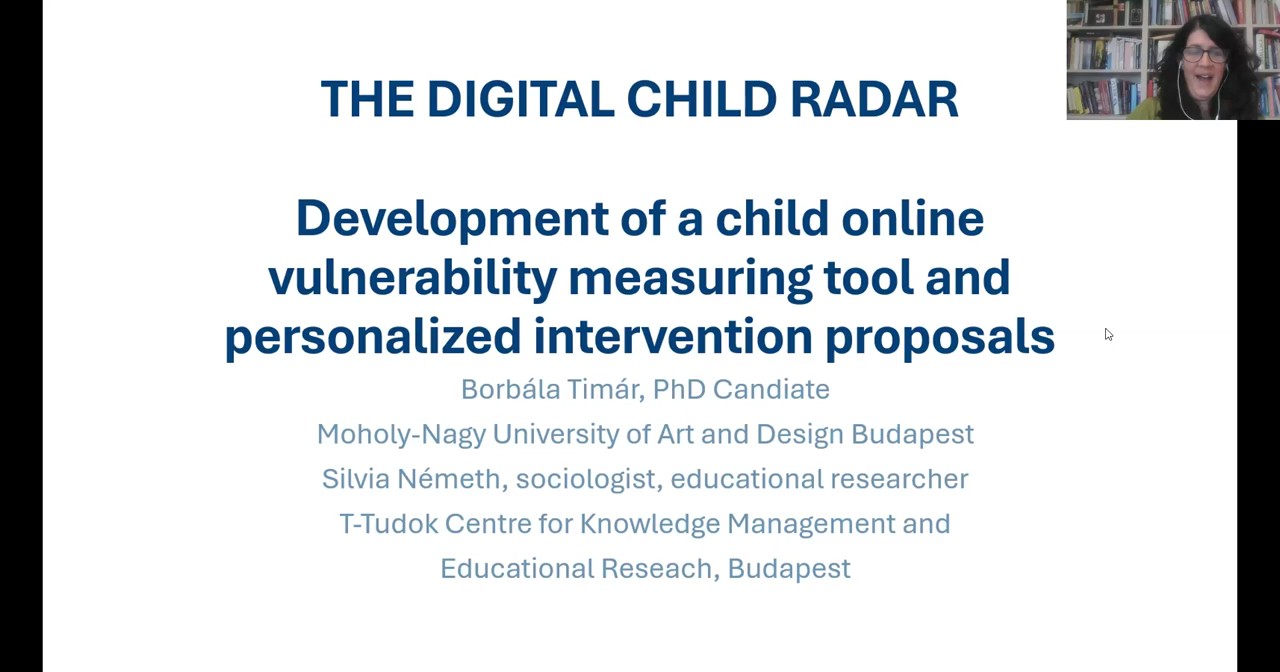 THE DIGITAL CHILD RADAR
Development of a child online
vulnerability measuring tool and
personalized intervention proposals
Borbála Timár, PhD Candiate
Moholy-Nagy University of Art and Design Budapest
Silvia Németh, sociologist, educational researcher
T-Tudok Centre for Knowledge Management and
Educational Reseach, Budapest